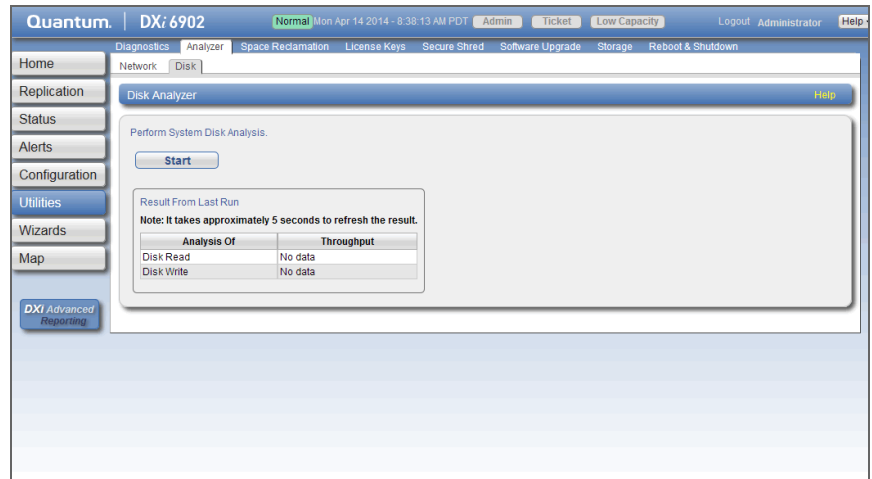 Quantum. DXi 6902 Normal Mon Apr 14 2014 - 8:38:13 AM PDT Admin Ticket Low Capacity Logout Administrator Help
Diagnostics Analyzer Space Reclamation License Keys Secure Shred Software Upgrade Storage Reboot & Shutdown
Network Disk
Home
Replication
Status
Alerts
Configuration
Utilities
Wizards
Map
DXi Advanced
Reporting
Disk Analyzer Help
Perform System Disk Analysis.
Start
Result From Last Run
Note: It takes approximately 5 seconds to refresh the result.
Analysis Of Throughput
Disk Read No data
Disk Write No data